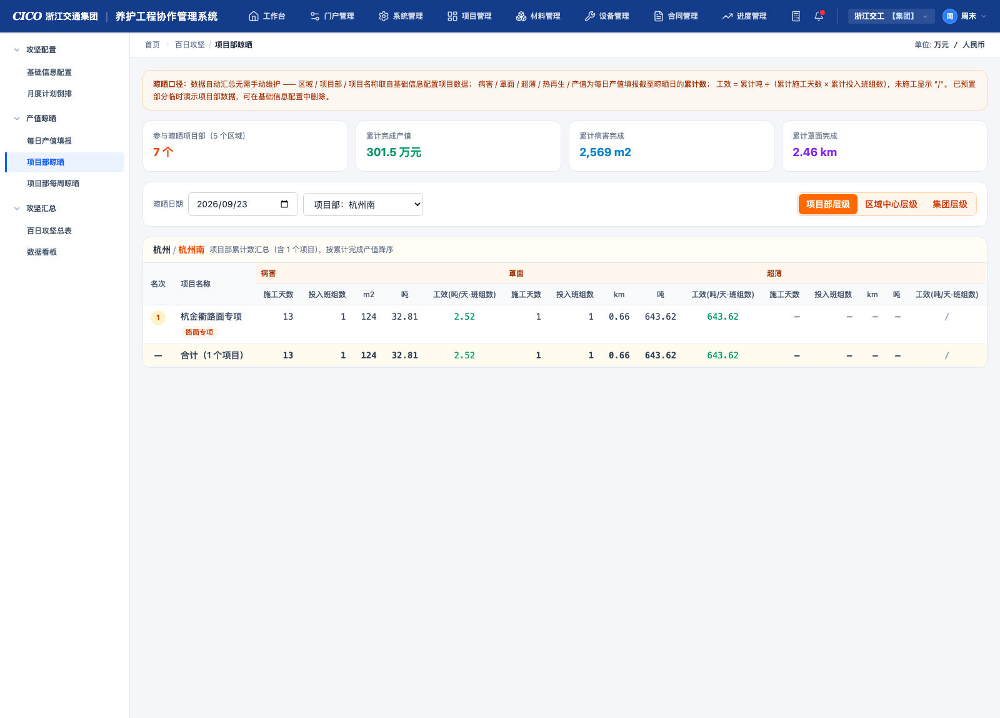 CICO 浙江交通集团 | 养护工程协作管理系统
工作台 门户管理 系统管理 项目管理 材料管理 设备管理 合同管理 进度管理
浙江交工 【集团】
周 周末
攻坚配置
基础信息配置
月度计划倒排
产值晾晒
每日产值填报
项目部晾晒
项目部每周晾晒
攻坚汇总
百日攻坚总表
数据看板
首页 百日攻坚 / 项目部晾晒
单位: 万元 / 人民币
晾晒口径：数据自动汇总无需手动维护 —— 区域 / 项目部 / 项目名称取自基础信息配置项目数据； 病害 / 罩面 / 超薄 / 热再生 / 产值为每日产值填报截至晾晒日的累计数； 工效 = 累计吨 ÷（累计施工天数 × 累计投入班组数），未施工显示 "/"。 已预置
部分临时演示项目部数据，可在基础信息配置中删除。
参与晾晒项目部（5 个区域）
7 个
累计完成产值
301.5 万元
累计病害完成
2,569 m2
累计罩面完成
2.46 km
晾晒日期 2026/09/23 项目部：杭州南
项目部层级 区域中心层级 集团层级
杭州 / 杭州南 项目部累计数汇总（含 1 个项目），按累计完成产值降序
名次 项目名称 病害 罩面 超薄
施工天数 投入班组数 m2 吨 工效(吨/天·班组数) 施工天数 投入班组数 km 吨 工效(吨/天·班组数) 施工天数 投入班组数 km 吨 工效(吨/天·班组数)
1 杭金衢路面专项 13 1 124 32.81 2.52 1 1 0.66 643.62 643.62 — — — — /
路面专项
— 合计（1 个项目） 13 1 124 32.81 2.52 1 1 0.66 643.62 643.62 — — — — /